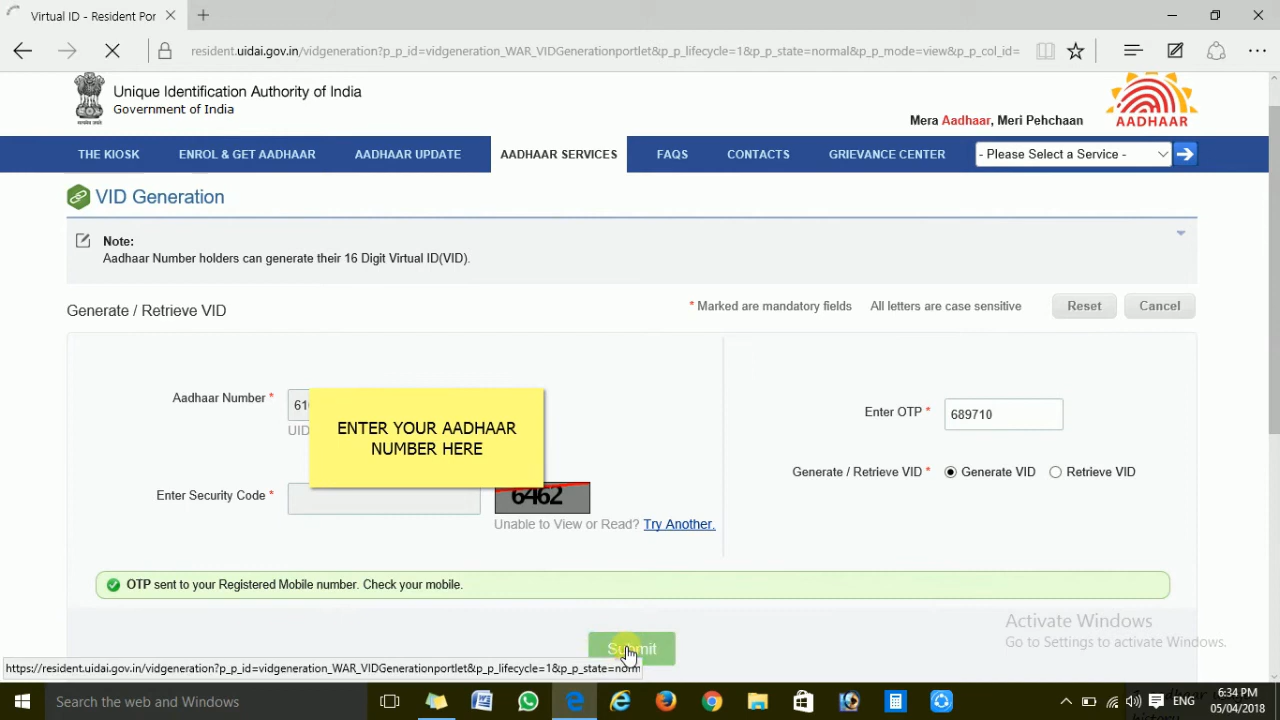 Virtual ID - Resident Por
resident.uidai.gov.in/vidgeneration?p_p_id=vidgeneration_WAR_VIDGenerationportlet&p_p_lifecycle=1&p_p_state=normal&p_p_mode=view&p_p_col_id=
Unique Identification Authority of India
Government of India
Mera Aadhaar, Meri Pehchaan
AADHAAR
THE KIOSK ENROL & GET AADHAAR AADHAAR UPDATE AADHAAR SERVICES FAQS CONTACTS GRIEVANCE CENTER - Please Select a Service -
VID Generation
Note:
Aadhaar Number holders can generate their 16 Digit Virtual ID(VID).
Generate / Retrieve VID * Marked are mandatory fields All letters are case sensitive Reset Cancel
Aadhaar Number *
UID
ENTER YOUR AADHAAR
NUMBER HERE
Enter OTP * 689710
Generate / Retrieve VID * Generate VID Retrieve VID
Enter Security Code * 6462
Unable to View or Read? Try Another.
OTP sent to your Registered Mobile number. Check your mobile.
Submit
Activate Windows
Go to Settings to activate Windows.
https://resident.uidai.gov.in/vidgeneration?p_p_id=vidgeneration_WAR_VIDGenerationportlet&p_p_lifecycle=1&p_p_state=norm
Search the web and Windows
ENG
6:34 PM
05/04/2018